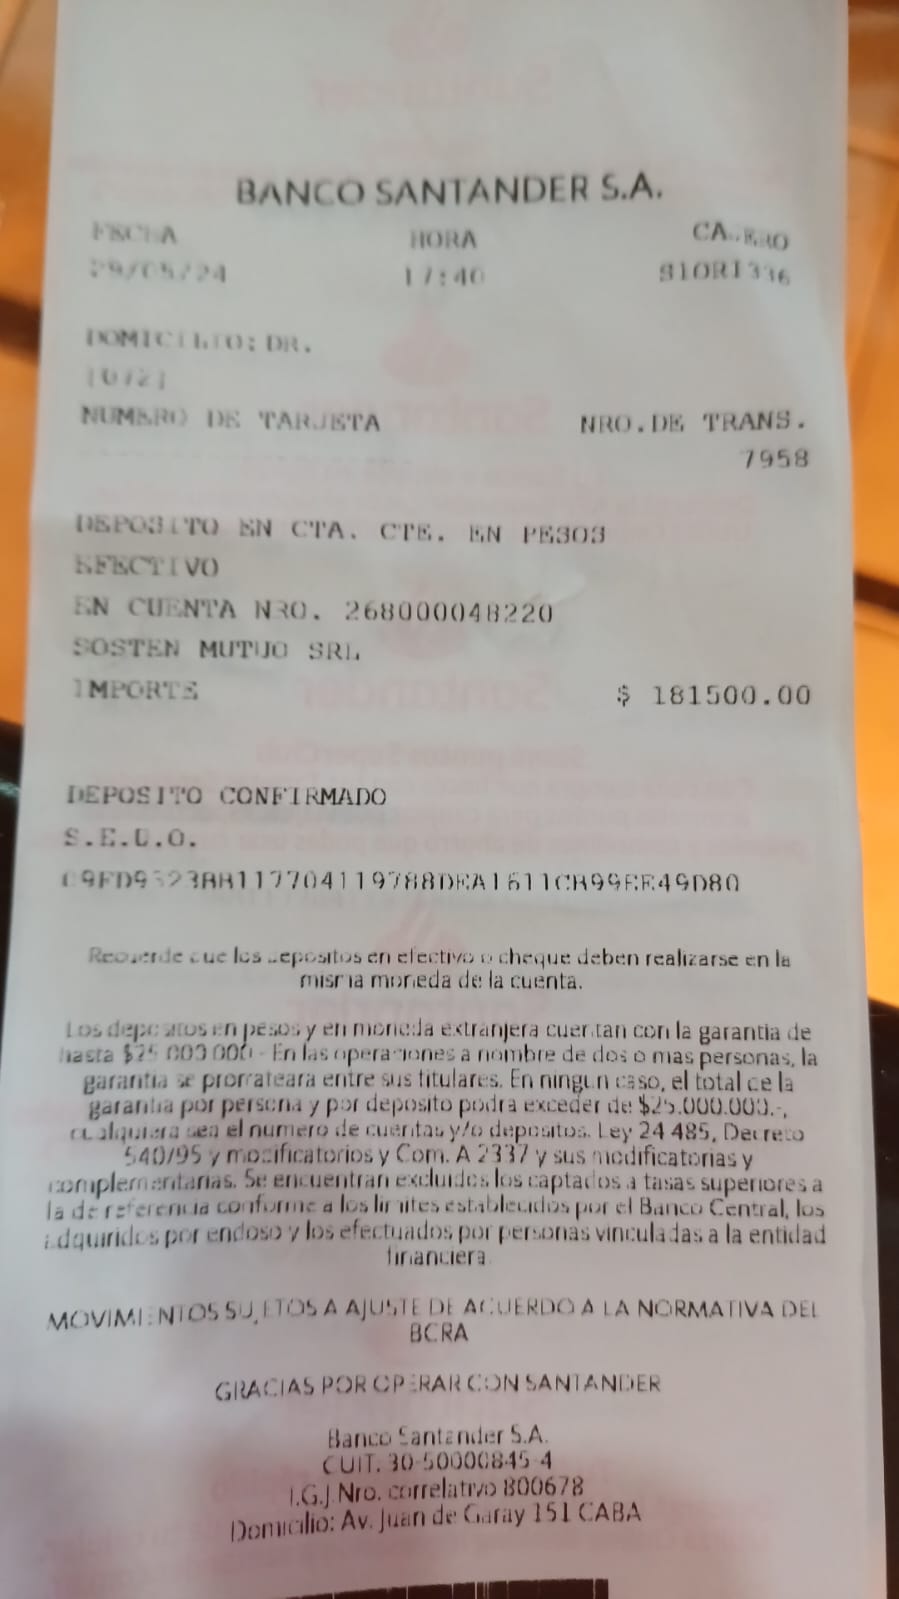 BANCO SANTANDER S.A.
FECHA HORA CAJERO
29/05/24 17:40 S1ORI336
DOMICILIO: DR.
NUMERO DE TARJETA NRO. DE TRANS.
7958
DEPOSITO EN CTA. CTE. EN PESOS
EFECTIVO
EN CUENTA NRO. 268000048220
SOSTEN MUTUO SRL
IMPORTE $ 181500.00
DEPOSITO CONFIRMADO
S.E.U.O.
Recuerde que los depositos en efectivo o cheque deben realizarse en la
misma moneda de la cuenta.
Los depositos en pesos y en moneda extranjera cuentan con la garantia de
hasta $25.000.000 - En las operaciones a nombre de dos o mas personas, la
garantia se prorrateara entre sus titulares. En ningun caso, el total de la
garantia por persona y por deposito podra exceder de $25.000.000.-,
cualquiera sea el numero de cuentas y/o depositos. Ley 24 485, Decreto
540/95 y modificatorios y Com. A 2337 y sus modificatorias y
complementarias. Se encuentran excluidos los captados a tasas superiores a
la de referencia conforme a los limites establecidos por el Banco Central, los
adquiridos por endoso y los efectuados por personas vinculadas a la entidad
financiera.
MOVIMIENTOS SUJETOS A AJUSTE DE ACUERDO A LA NORMATIVA DEL
BCRA
GRACIAS POR OPERAR CON SANTANDER
Banco Santander S.A.
CUIT. 30-50000845-4
I.G.J Nro. correlativo 800678
Domicilio: Av. Juan de Garay 151 CABA